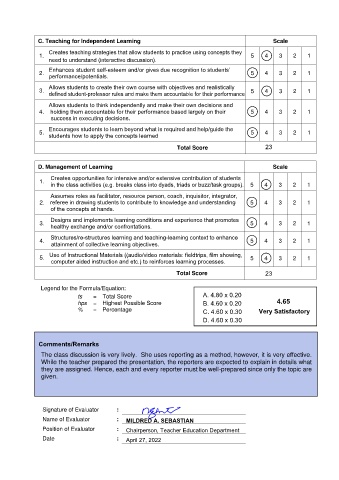 C. Teaching for Independent Learning Scale
1. Creates teaching strategies that allow students to practice using concepts they
need to understand (interactive discussion). 5 4 3 2 1
2. Enhances student self-esteem and/or gives due recognition to students'
performance/potentials. 5 4 3 2 1
3. Allows students to create their own course with objectives and realistically
defined student-professor rules and make them accountable for their performance 5 4 3 2 1
4. Allows students to think independently and make their own decisions and
holding them accountable for their performance based largely on their
success in executing decisions. 5 4 3 2 1
5. Encourages students to learn beyond what is required and help/guide the
students how to apply the concepts learned 5 4 3 2 1
Total Score 23
D. Management of Learning Scale
1. Creates opportunities for intensive and/or extensive contribution of students
in the class activities (e.g. breaks class into dyads, triads or buzz/task groups). 5 4 3 2 1
2. Assumes roles as facilitator, resource person, coach, inquisitor, integrator,
referee in drawing students to contribute to knowledge and understanding
of the concepts at hands. 5 4 3 2 1
3. Designs and implements learning conditions and experience that promotes
healthy exchange and/or confrontations. 5 4 3 2 1
4. Structures/re-structures learning and teaching-learning context to enhance
attainment of collective learning objectives. 5 4 3 2 1
5. Use of Instructional Materials ((audio/video materials: fieldtrips, film showing,
computer aided instruction and etc.) to reinforces learning processes. 5 4 3 2 1
Total Score 23
Legend for the Formula/Equation:
ts = Total Score
hps = Highest Possible Score
% = Percentage
A. 4.80 x 0.20
B. 4.60 x 0.20
C. 4.60 x 0.30
D. 4.60 x 0.30
4.65
Very Satisfactory
Comments/Remarks
The class discussion is very lively. She uses reporting as a method, however, it is very effective.
While the teacher prepared the presentation, the reporters are expected to explain in details what
they are assigned. Hence, each and every reporter must be well-prepared since only the topic are
given.
Signature of Evaluator :
Name of Evaluator : MILDRED A. SEBASTIAN
Position of Evaluator : Chairperson, Teacher Education Department
Date : April 27, 2022